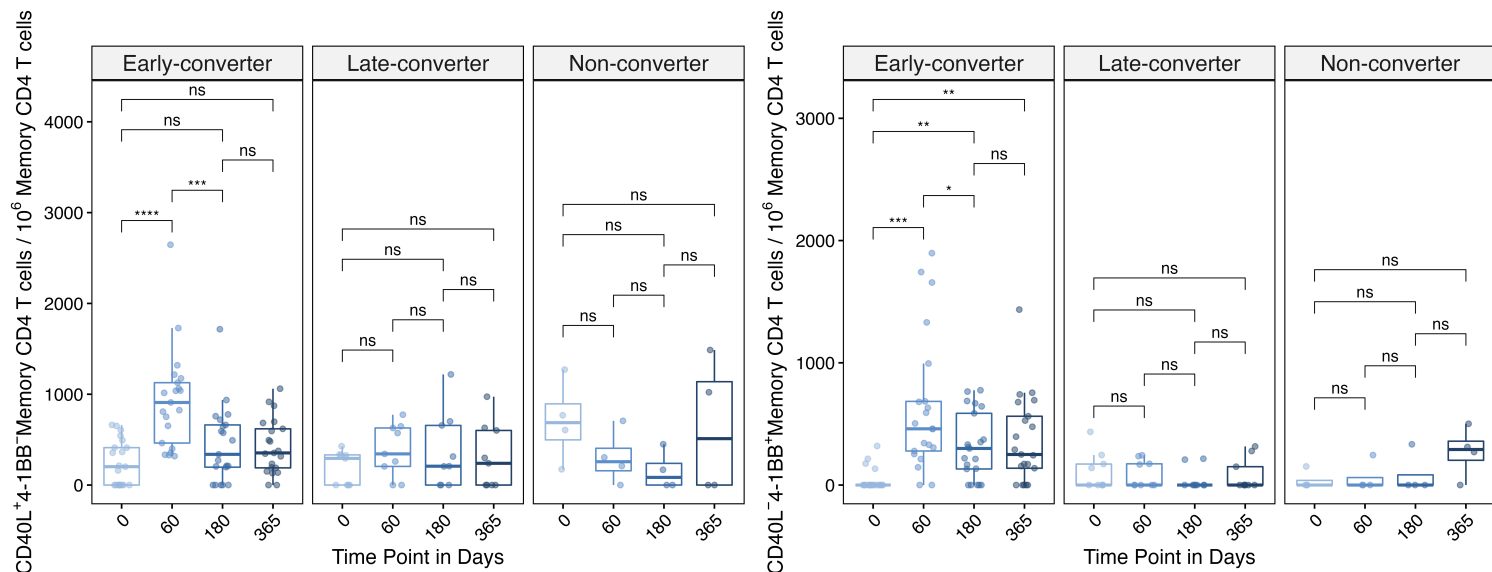 CD40L⁺4-1BB⁻Memory CD4 T cells / 10⁶ Memory CD4 T cells
Early-converter
Late-converter
Non-converter
4000
3000
2000
1000
0
ns
ns
ns
***
****
ns
ns
ns
ns
ns
ns
ns
ns
ns
ns
ns
ns
0 60 180 365
0 60 180 365
0 60 180 365
Time Point in Days
CD40L⁻4-1BB⁺Memory CD4 T cells / 10⁶ Memory CD4 T cells
Early-converter
Late-converter
Non-converter
3000
2000
1000
0
**
**
ns
*
***
ns
ns
ns
ns
ns
ns
ns
ns
ns
ns
ns
ns
0 60 180 365
0 60 180 365
0 60 180 365
Time Point in Days